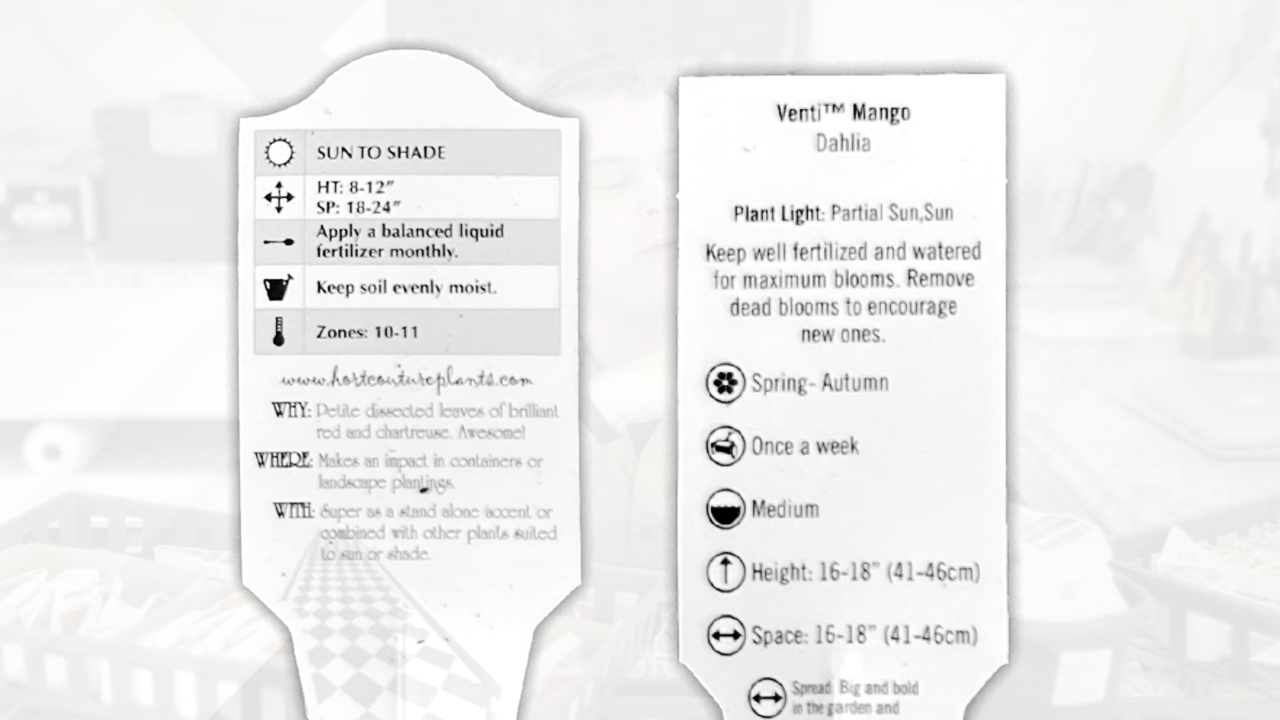 SUN TO SHADE
HT: 8-12"
SP: 18-24"
Apply a balanced liquid
fertilizer monthly.
Keep soil evenly moist.
Zones: 10-11
www.hortcoutureplants.com
WHY: Petite dissected leaves of brilliant
red and chartreuse. Awesome!
WHERE: Makes an impact in containers or
landscape plantings.
WITH: Super as a stand alone accent or
combined with other plants suited
to sun or shade.
Venti™ Mango
Dahlia
Plant Light: Partial Sun,Sun
Keep well fertilized and watered
for maximum blooms. Remove
dead blooms to encourage
new ones.
Spring- Autumn
Once a week
Medium
Height: 16-18" (41-46cm)
Space: 16-18" (41-46cm)
Spread: Big and bold
in the garden and